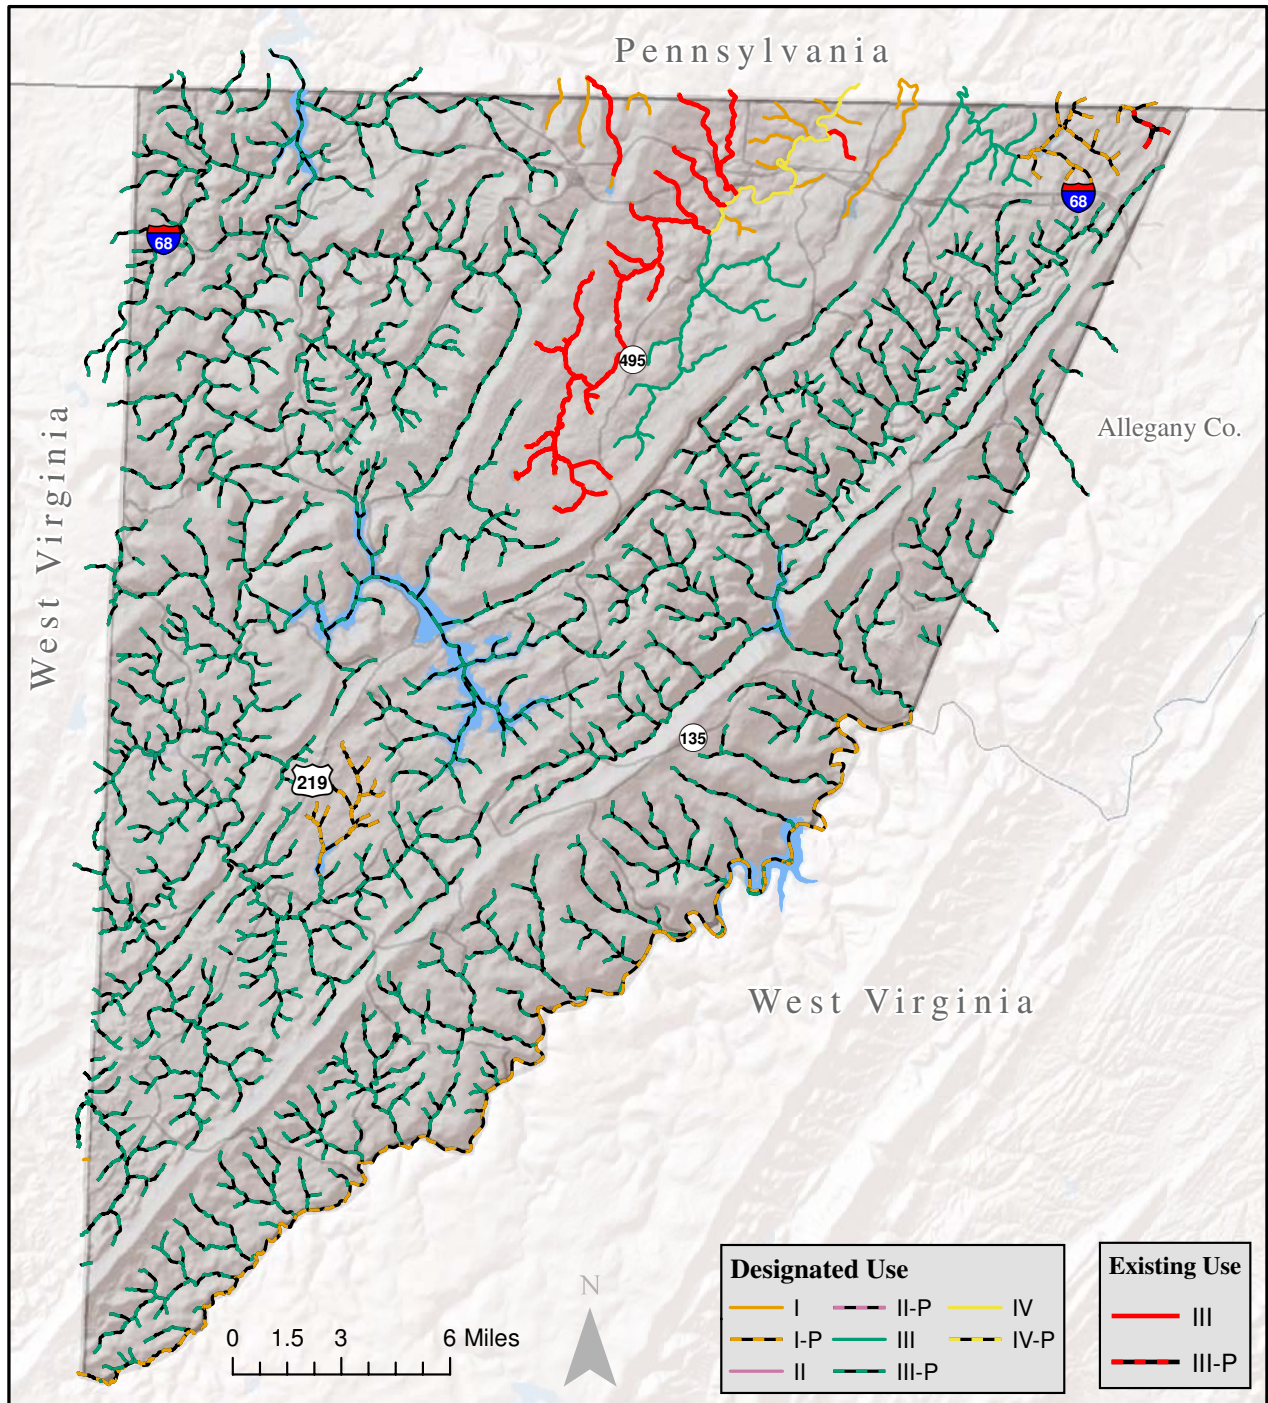 Pennsylvania
68
68
495
Allegany Co.
West Virginia
135
219
West Virginia
N
0 1.5 3 6 Miles
Designated Use
I II-P IV
I-P III IV-P
II III-P
Existing Use
III
III-P